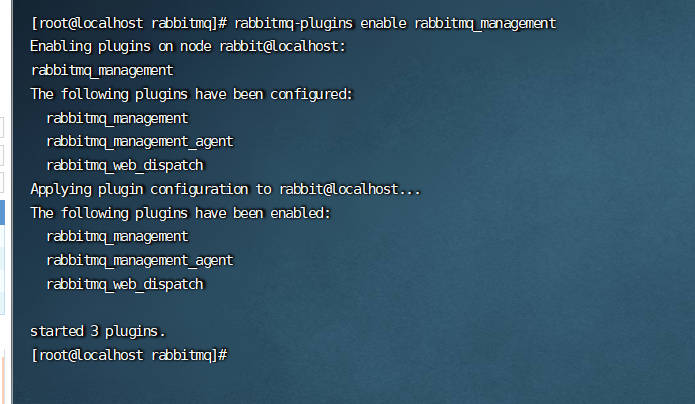 [root@localhost rabbitmq]# rabbitmq-plugins enable rabbitmq_management
Enabling plugins on node rabbit@localhost:
rabbitmq_management
The following plugins have been configured:
  rabbitmq_management
  rabbitmq_management_agent
  rabbitmq_web_dispatch
Applying plugin configuration to rabbit@localhost...
The following plugins have been enabled:
  rabbitmq_management
  rabbitmq_management_agent
  rabbitmq_web_dispatch

started 3 plugins.
[root@localhost rabbitmq]#